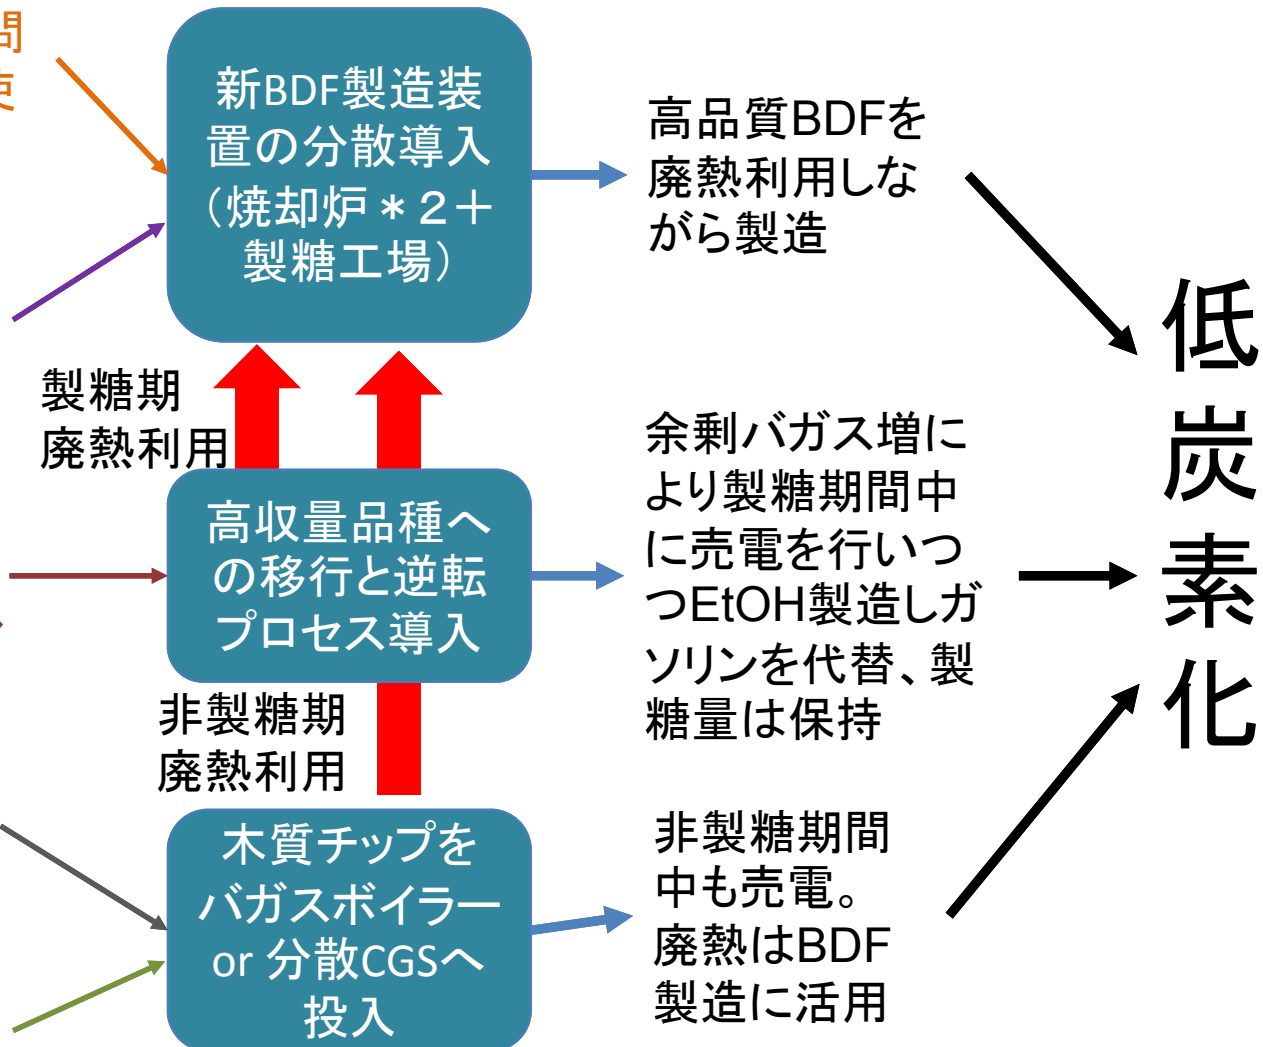 問
使
新BDF製造装
置の分散導入
（焼却炉＊２＋
製糖工場）
高品質BDFを
廃熱利用しな
がら製造
製糖期
廃熱利用
高収量品種へ
の移行と逆転
プロセス導入
余剰バガス増に
より製糖期間中
に売電を行いつ
つEtOH製造しガ
ソリンを代替、製
糖量は保持
非製糖期
廃熱利用
木質チップを
バガスボイラー
or 分散CGSへ
投入
非製糖期間
中も売電。
廃熱はBDF
製造に活用
低
炭
素
化